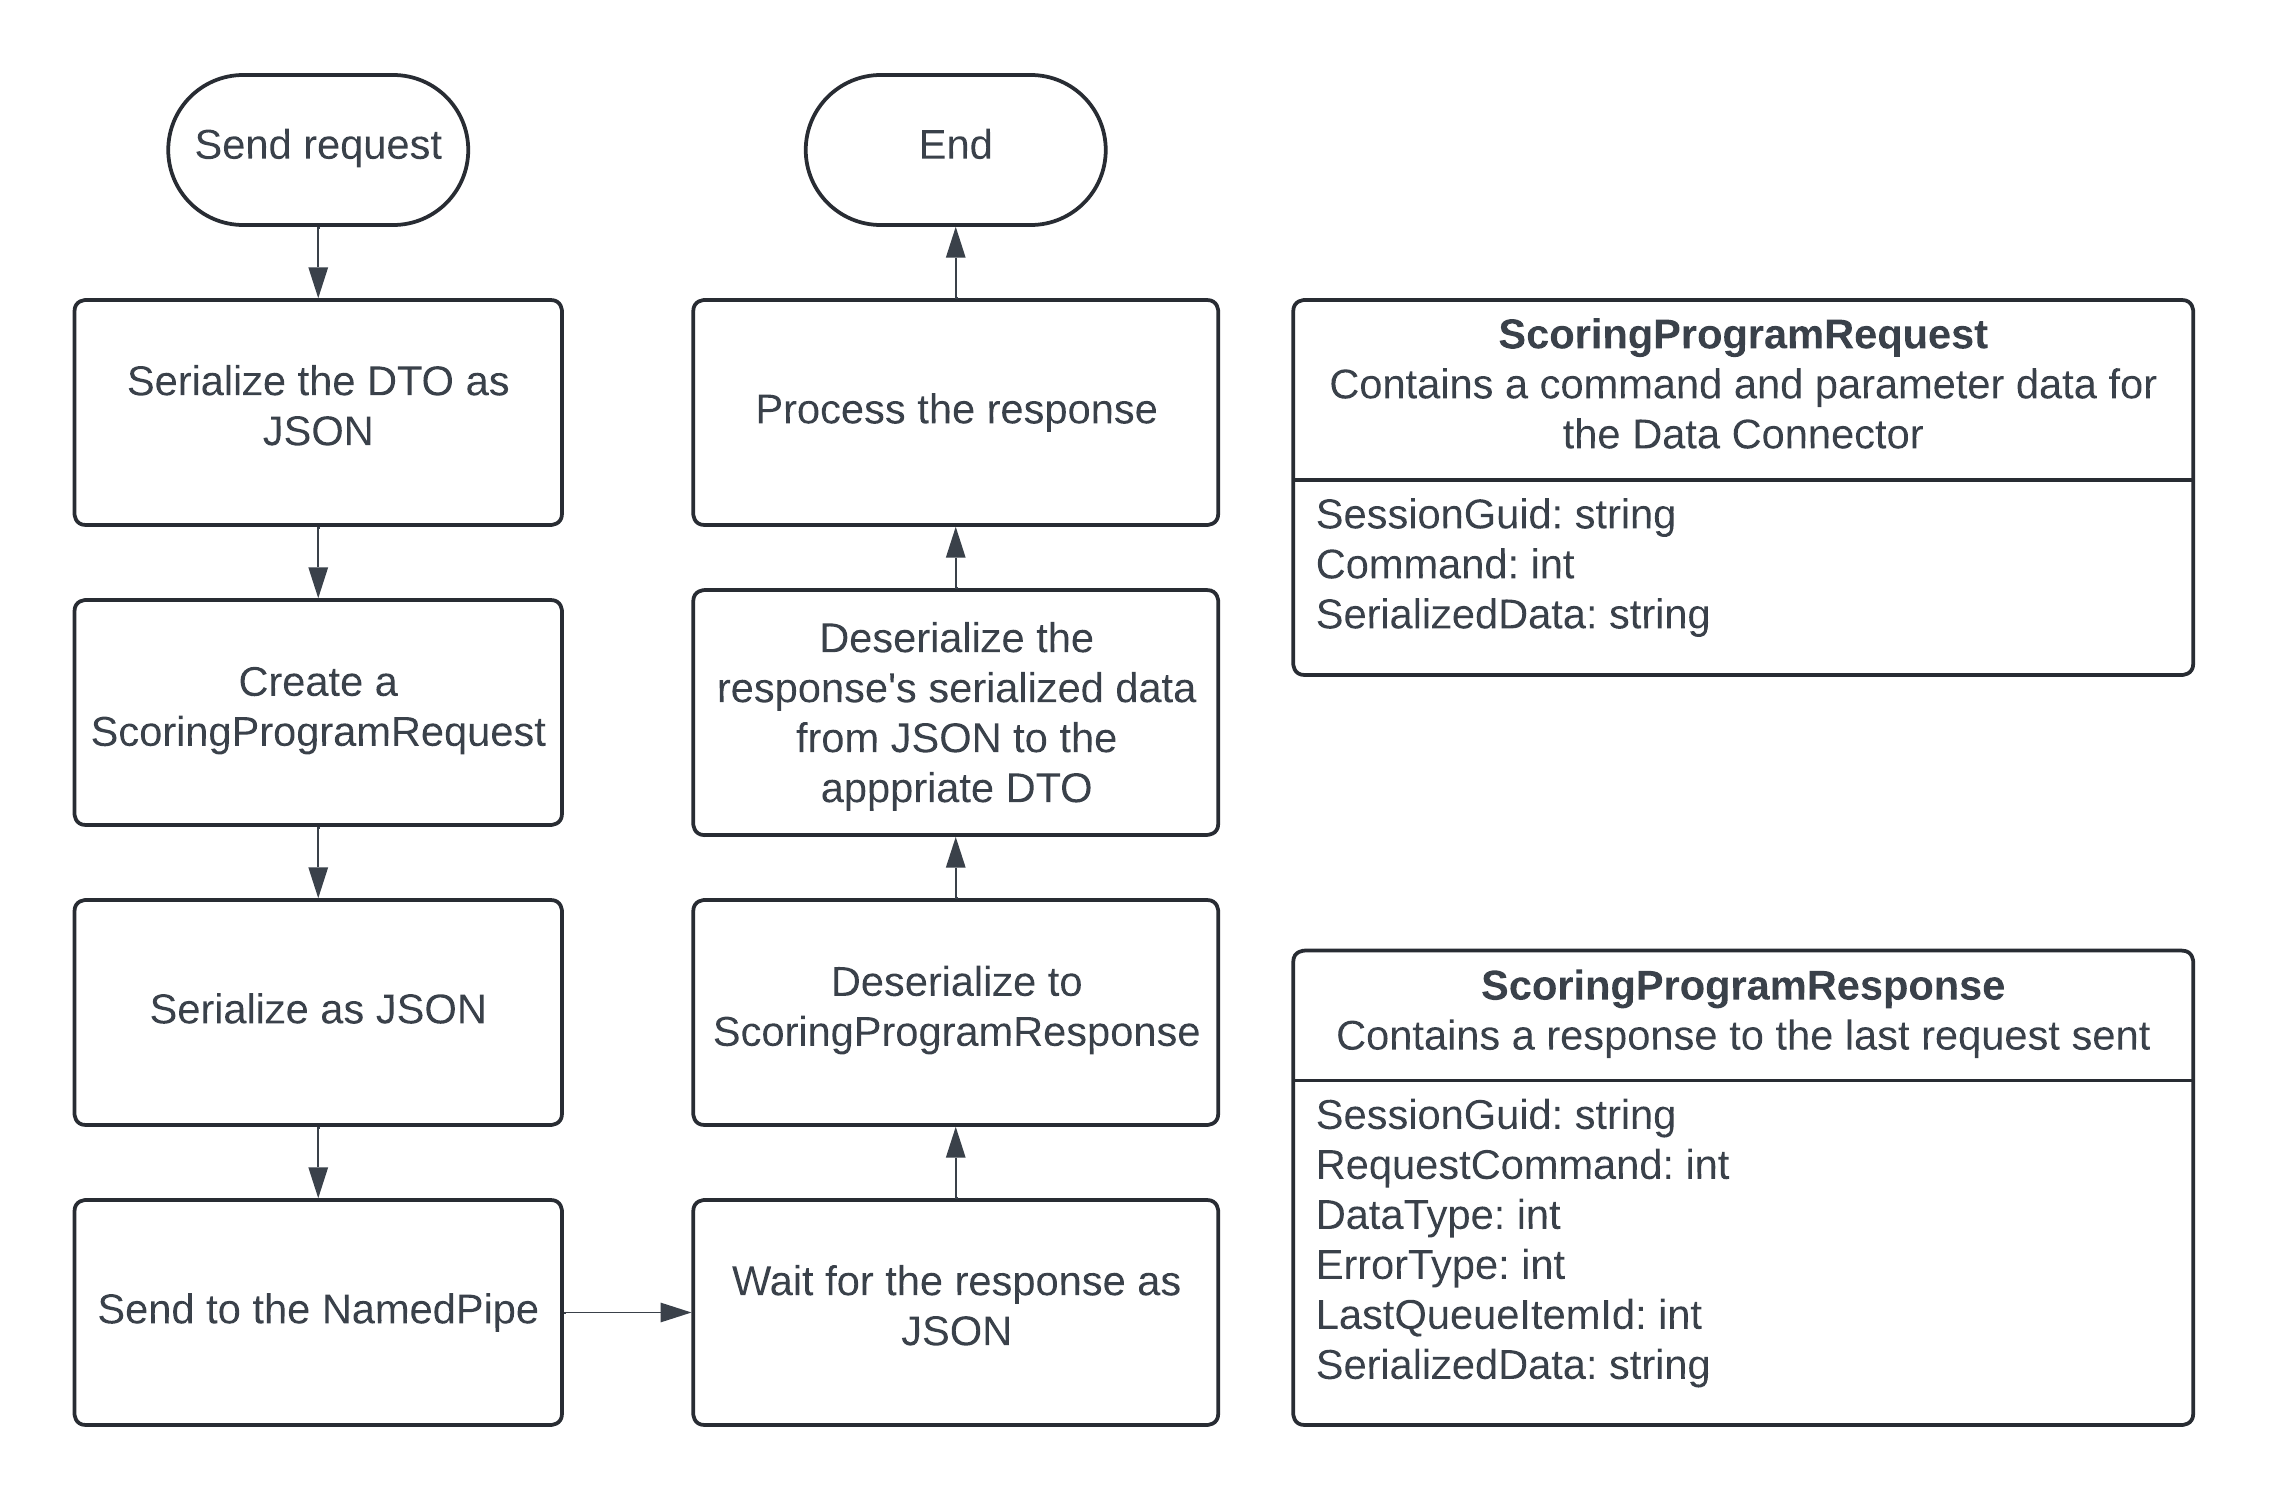 Send request
Serialize the DTO as
JSON
Create a
ScoringProgramRequest
Serialize as JSON
Send to the NamedPipe
Wait for the response as
JSON
Deserialize to
ScoringProgramResponse
Deserialize the
response's serialized data
from JSON to the
apppriate DTO
Process the response
End
ScoringProgramRequest
Contains a command and parameter data for
the Data Connector
SessionGuid: string
Command: int
SerializedData: string
ScoringProgramResponse
Contains a response to the last request sent
SessionGuid: string
RequestCommand: int
DataType: int
ErrorType: int
LastQueueItemId: int
SerializedData: string